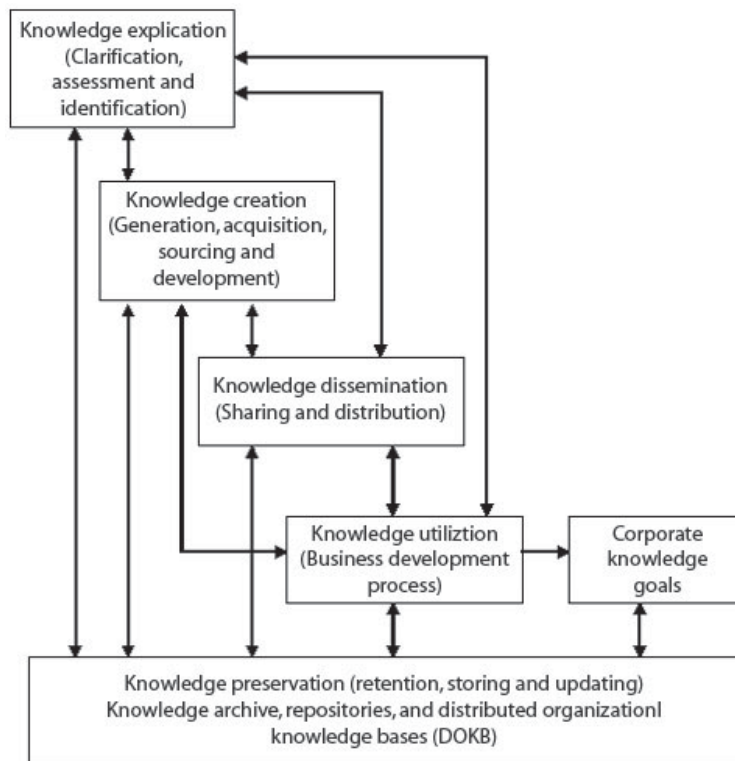 Knowledge explication
(Clarification,
assessment and
identification)
Knowledge creation
(Generation, acquisition,
sourcing and
development)
Knowledge dissemination
(Sharing and distribution)
Knowledge utiliztion
(Business development
process)
Corporate
knowledge
goals
Knowledge preservation (retention, storing and updating)
Knowledge archive, repositories, and distributed organizationl
knowledge bases (DOKB)